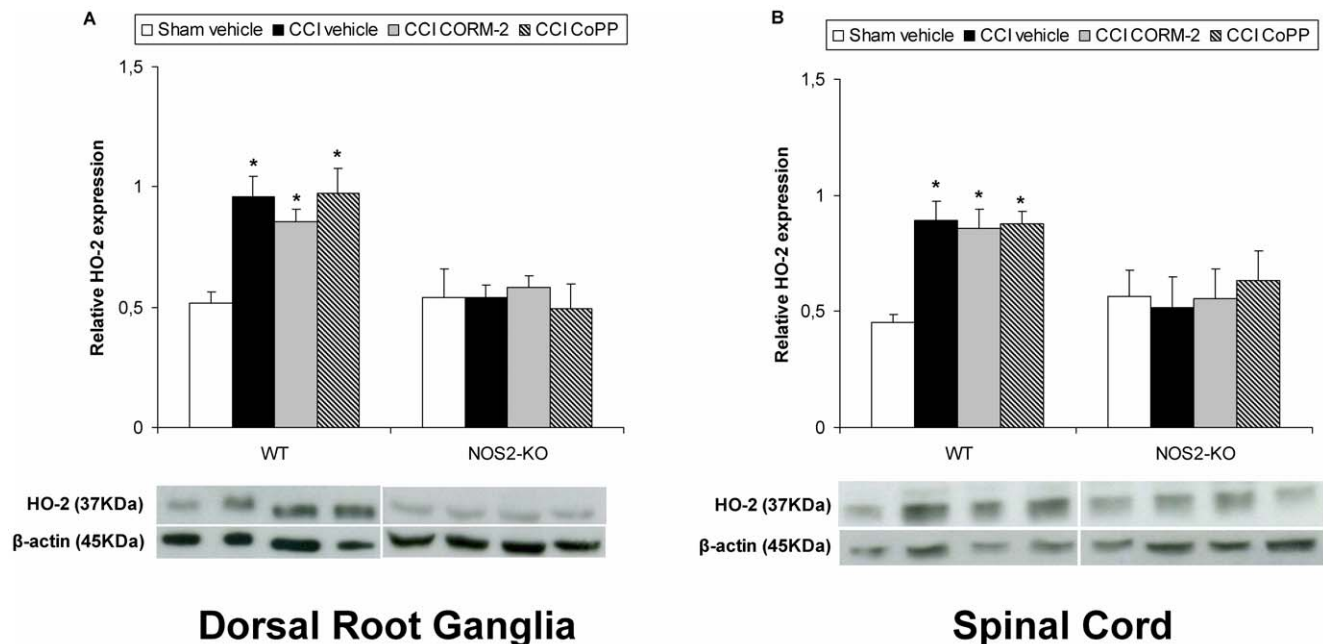 A
Sham vehicle CCI vehicle CCI CORM-2 CCI CoPP
1,5
1
0,5
0
Relative HO-2 expression
* * *
WT NOS2-KO
HO-2 (37KDa)
β-actin (45KDa)
Dorsal Root Ganglia
B
Sham vehicle CCI vehicle CCI CORM-2 CCI CoPP
1,5
1
0,5
0
Relative HO-2 expression
* * *
WT NOS2-KO
HO-2 (37KDa)
β-actin (45KDa)
Spinal Cord